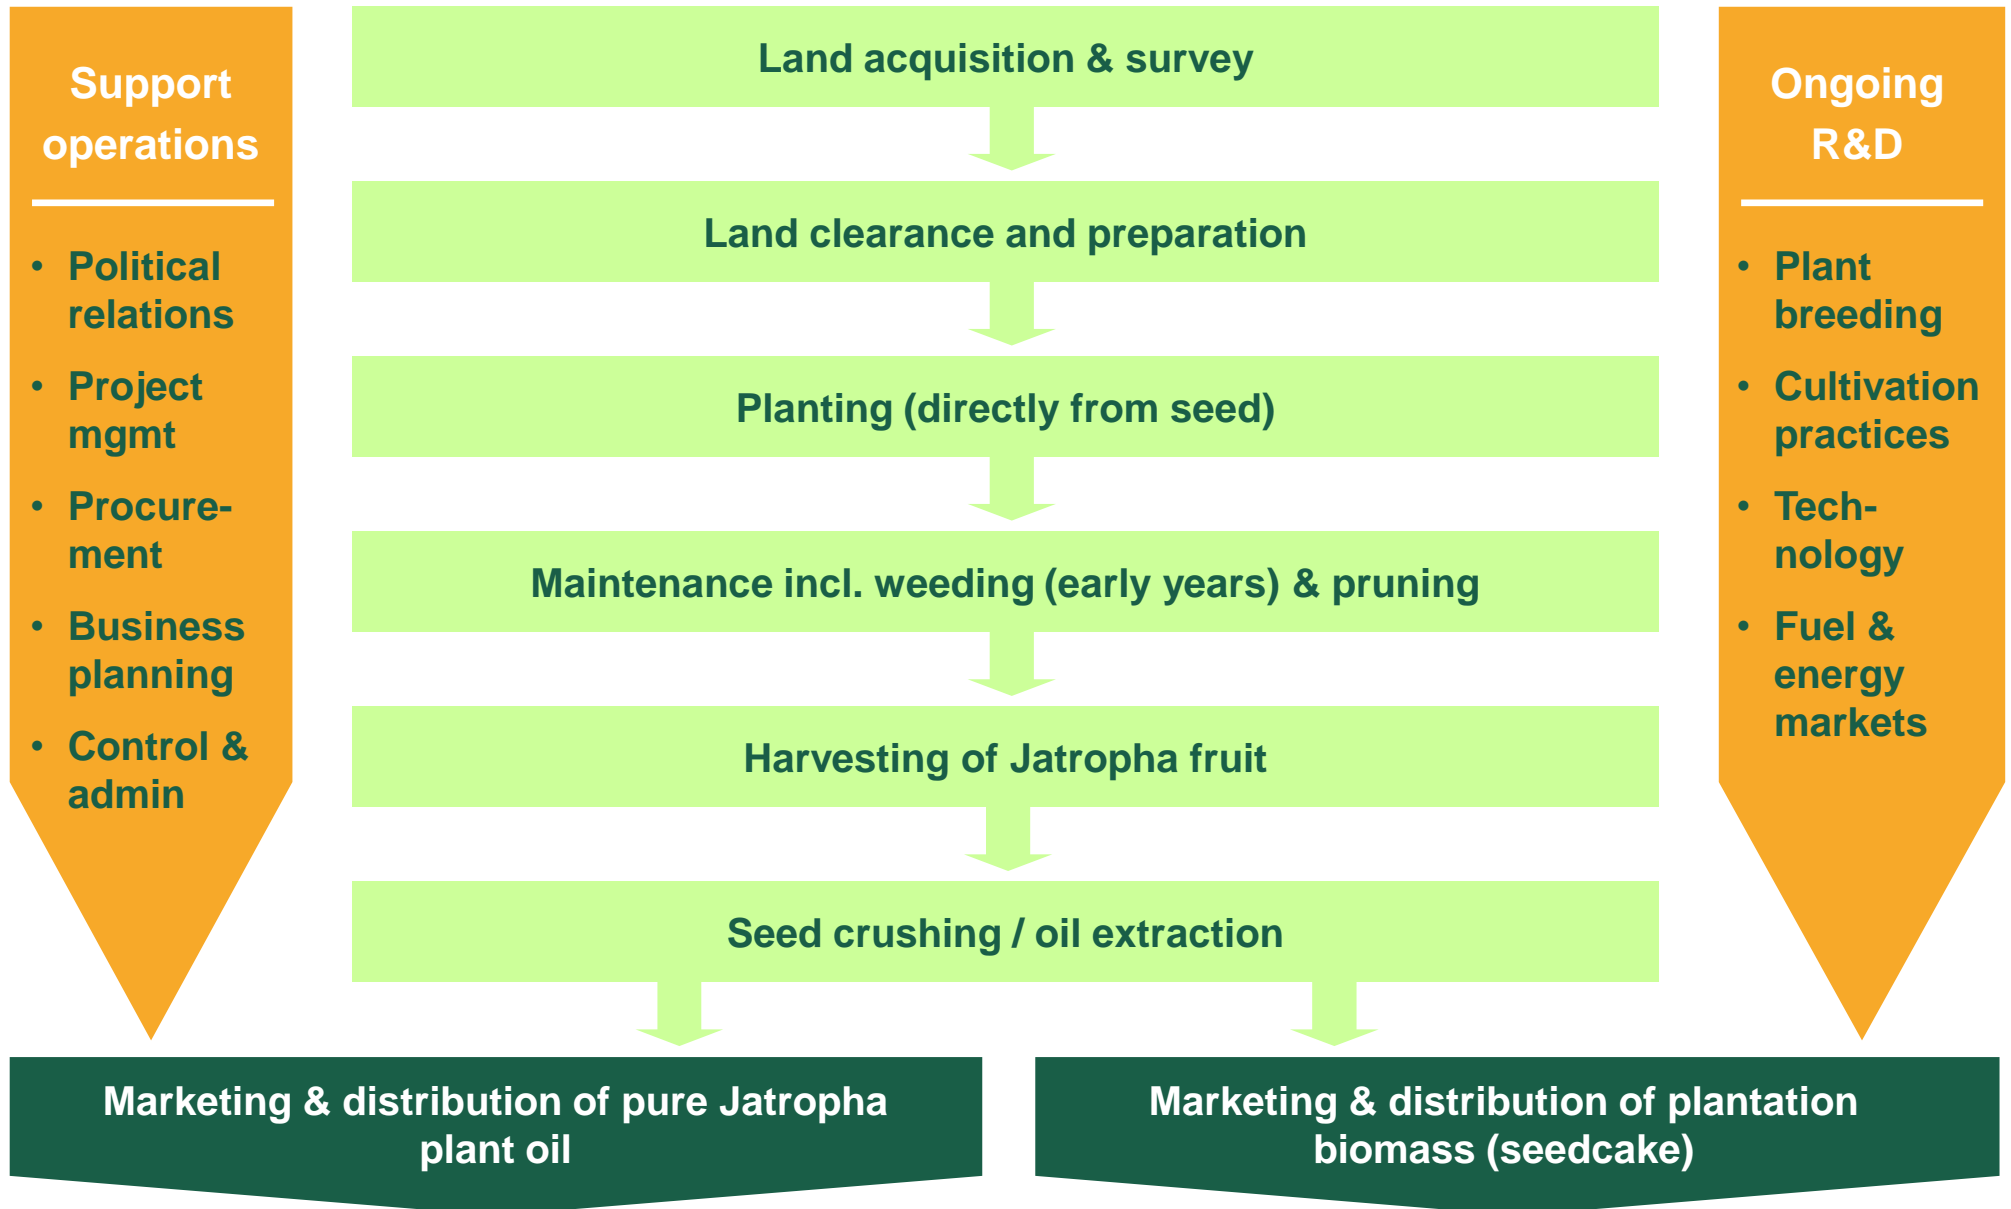 Support
operations
• Political
relations
• Project
mgmt
• Procure-
ment
• Business
planning
• Control &
admin
Land acquisition & survey
Land clearance and preparation
Planting (directly from seed)
Maintenance incl. weeding (early years) & pruning
Harvesting of Jatropha fruit
Seed crushing / oil extraction
Ongoing
R&D
• Plant
breeding
• Cultivation
practices
• Tech-
nology
• Fuel &
energy
markets
Marketing & distribution of pure Jatropha
plant oil
Marketing & distribution of plantation
biomass (seedcake)